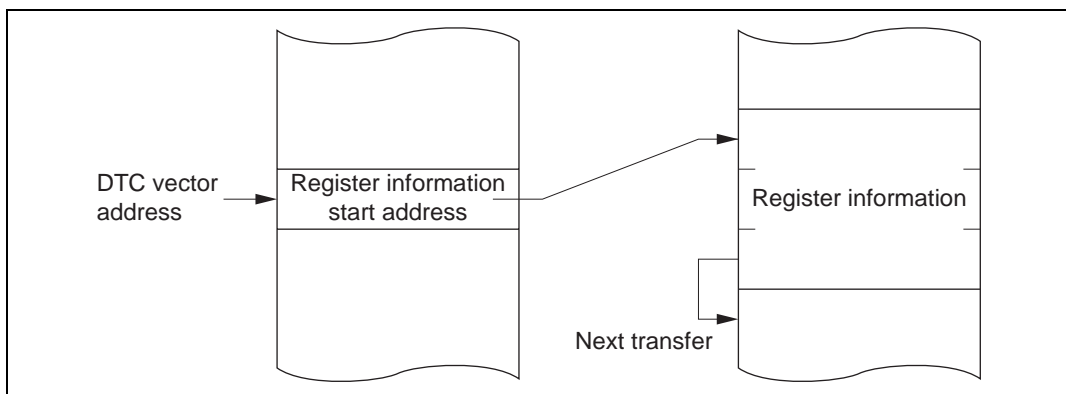 DTC vector
address
Register information
start address
Register information
Next transfer